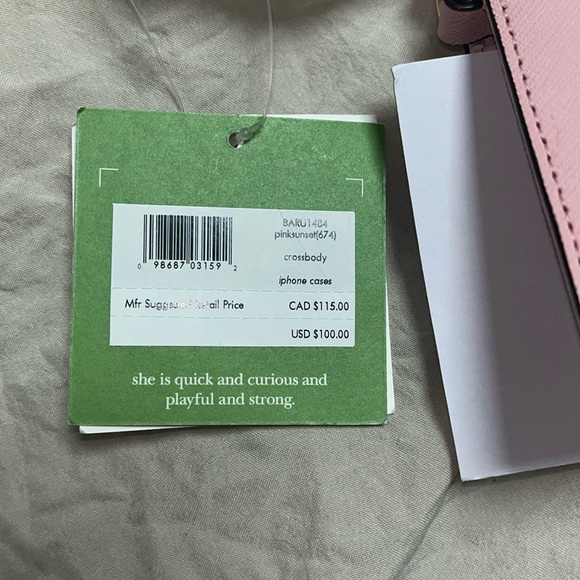 BARU1484
pinksunset(674)
crossbody
iphone cases
0 98687 03159 2
Mfr Suggested Retail Price CAD $115.00
USD $100.00
she is quick and curious and
playful and strong.